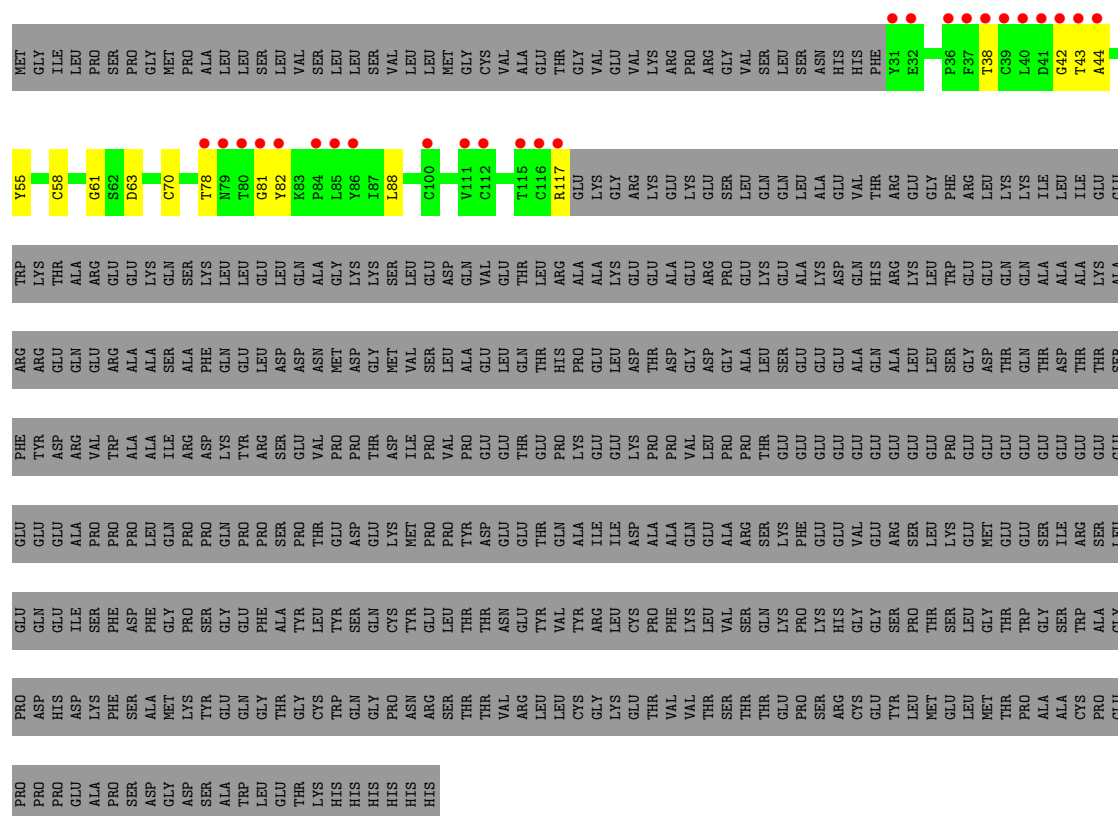 MET GLY ILE LEU PRO SER PRO GLY MET PRO ALA LEU LEU SER LEU VAL SER LEU LEU SER VAL LEU LEU MET GLY CYS VAL ALA GLU THR GLY VAL GLU VAL LYS ARG PRO ARG GLY VAL SER LEU SER ASN HIS HIS PHE Y31 E32 P36 F37 T38 C39 L40 D41 G42 T43 A44
Y55 C58 G61 S62 D63 C70 T78 N79 T80 G81 Y82 K83 P84 L85 Y86 I87 L88 C100 V111 C112 T115 C116 R117 GLU LYS GLY ARG LYS GLU LYS GLU SER LEU GLN GLN LEU ALA GLU VAL THR ARG GLU GLY PHE ARG LEU LYS LYS ILE LEU ILE GLU GLU
TRP LYS THR ALA ARG GLU GLU LYS GLN SER LYS LEU LEU GLU LEU GLN ALA GLY LYS LYS SER LEU GLU ASP GLN VAL GLU THR LEU ARG ALA ALA LYS GLU GLU ALA GLU ARG PRO GLU LYS GLU ALA LYS ASP GLN HIS ARG LYS LEU TRP GLU GLU GLN GLN ALA ALA ALA LYS ALA
ARG ARG GLU GLN GLU ARG ALA ALA SER ALA PHE GLN GLU LEU ASP ASP ASN MET ASP GLY MET VAL SER LEU ALA GLU LEU GLN THR HIS PRO GLU LEU ASP THR ASP GLY ASP GLY ALA LEU SER GLU GLU GLU ALA GLN ALA LEU LEU SER GLY ASP THR GLN THR ASP THR THR SER
PHE TYR ASP ARG VAL TRP ALA ALA ILE ARG ASP LYS TYR ARG SER GLU VAL PRO PRO THR ASP ILE PRO VAL PRO GLU GLU THR GLU PRO LYS GLU GLU LYS PRO PRO VAL LEU PRO PRO THR GLU GLU GLU GLU GLU GLU GLU GLU PRO GLU GLU GLU GLU GLU GLU GLU GLU
GLU GLU GLU ALA PRO PRO PRO LEU GLN PRO PRO GLN PRO PRO SER PRO THR GLU ASP GLU LYS MET PRO PRO TYR ASP GLU GLU THR GLN ALA ILE ILE ASP ALA ALA GLN GLU ALA ARG SER LYS PHE GLU GLU VAL GLU ARG SER LEU LYS GLU MET GLU GLU SER ILE ARG SER LEU
GLU GLN GLU ILE SER PHE ASP PHE GLY PRO SER GLY GLU PHE ALA TYR LEU TYR SER GLN CYS TYR GLU LEU THR THR ASN GLU TYR VAL TYR ARG LEU CYS PRO PHE LYS LEU VAL SER GLN LYS PRO LYS HIS GLY GLY SER PRO THR SER LEU GLY THR TRP GLY SER TRP ALA GLY
PRO ASP HIS ASP LYS PHE SER ALA MET LYS TYR GLU GLN GLY THR GLY CYS TRP GLN GLY PRO ASN ARG SER THR THR VAL ARG LEU LEU CYS GLY LYS GLU THR VAL VAL THR SER THR THR GLU PRO SER ARG CYS GLU TYR LEU MET GLU LEU MET THR PRO ALA ALA CYS PRO GLU
PRO PRO PRO GLU ALA PRO SER ASP GLY ASP SER ALA TRP LEU GLU THR LYS HIS HIS HIS HIS HIS HIS